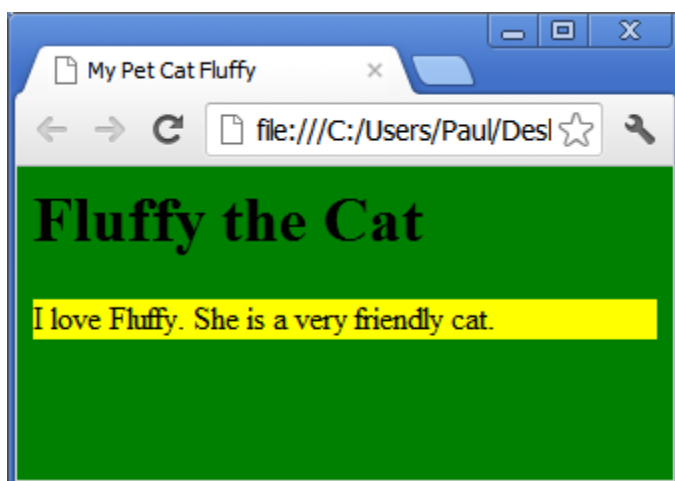 My Pet Cat Fluffy
file:///C:/Users/Paul/Desl
Fluffy the Cat
I love Fluffy. She is a very friendly cat.